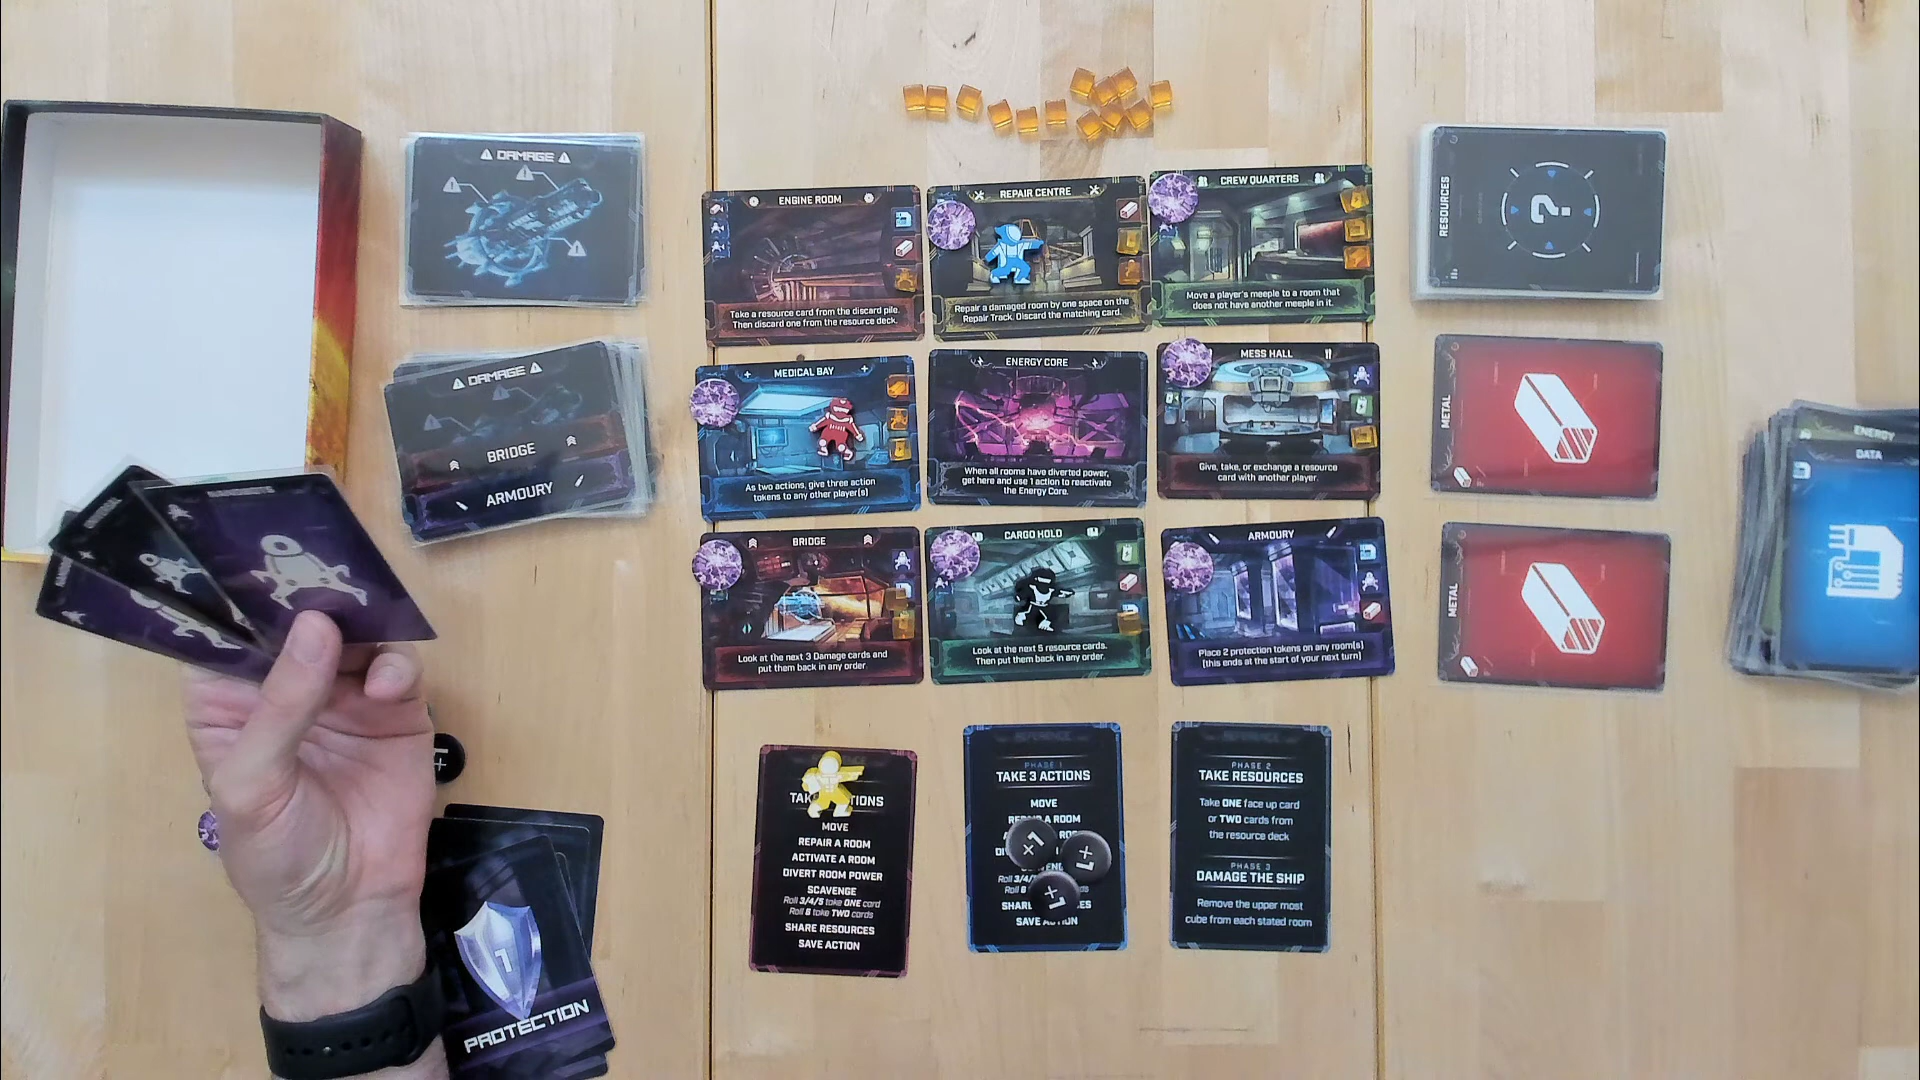 DAMAGE
DAMAGE
BRIDGE
ARMOURY
ENGINE ROOM
Take a resource card from the discard pile.
Then discard one from the resource deck.
REPAIR CENTRE
Repair a damaged room by one space on the
Repair Track. Discard the matching card.
CREW QUARTERS
Move a player's meeple to a room that
does not have another meeple in it.
MEDICAL BAY
As two actions, give three action
tokens to any other player(s)
ENERGY CORE
When all rooms have diverted power,
get here and use 1 action to reactivate
the Energy Core.
MESS HALL
Give, take, or exchange a resource
card with another player.
BRIDGE
Look at the next 3 Damage cards and
put them back in any order.
CARGO HOLD
Look at the next 5 resource cards.
Then put them back in any order.
ARMOURY
Place 2 protection tokens on any room(s)
(this ends at the start of your next turn)
RESOURCES
?
METAL
METAL
ENERGY
DATA
+1
1
PROTECTION
MOVE
REPAIR A ROOM
ACTIVATE A ROOM
DIVERT ROOM POWER
SCAVENGE
Roll 3/4/5 take ONE card
Roll 6 take TWO cards
SHARE RESOURCES
SAVE ACTION
REFERENCE
PHASE 1
TAKE 3 ACTIONS
MOVE
+1
+1
+1
REFERENCE
PHASE 2
TAKE RESOURCES
Take ONE face up card
or TWO cards from
the resource deck
PHASE 3
DAMAGE THE SHIP
Remove the upper most
cube from each stated room